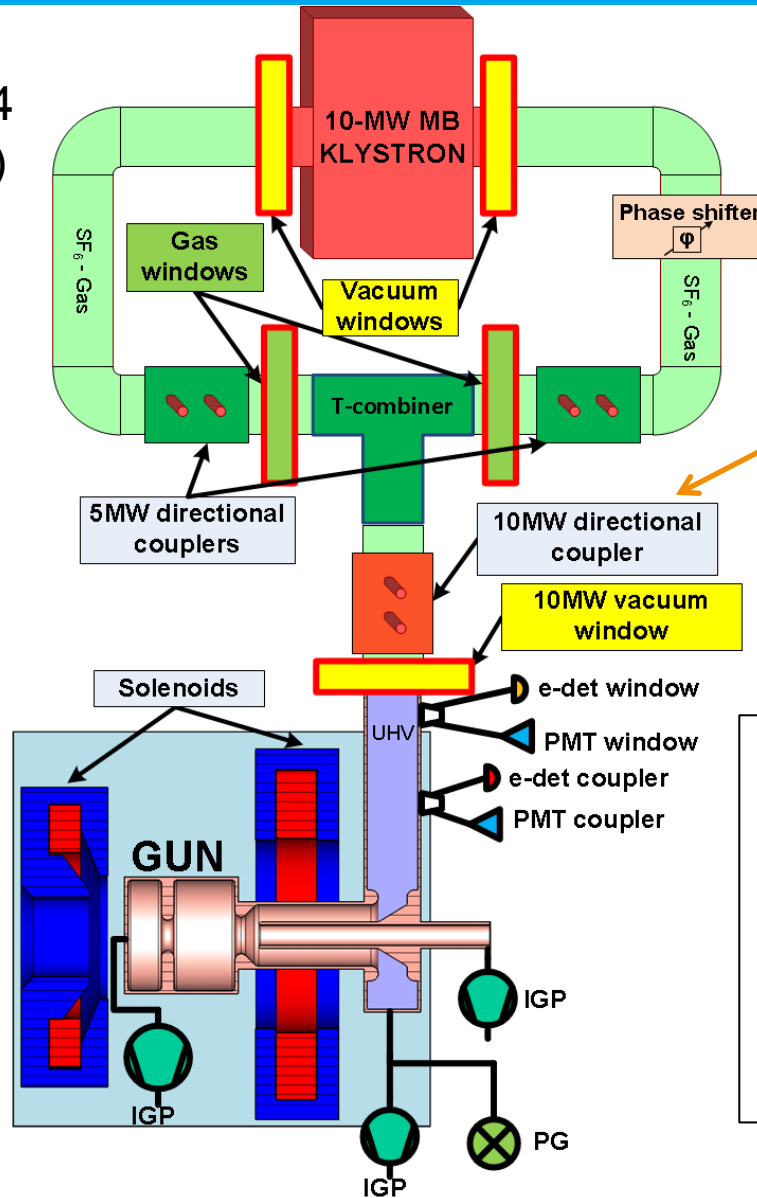 4
)
10-MW MB
KLYSTRON
Phase shifter
φ
SF₆ - Gas
Gas
windows
Vacuum
windows
SF₆ - Gas
T-combiner
5MW directional
couplers
10MW directional
coupler
10MW vacuum
window
Solenoids
e-det window
UHV
PMT window
e-det coupler
PMT coupler
GUN
IGP
IGP
PG
IGP